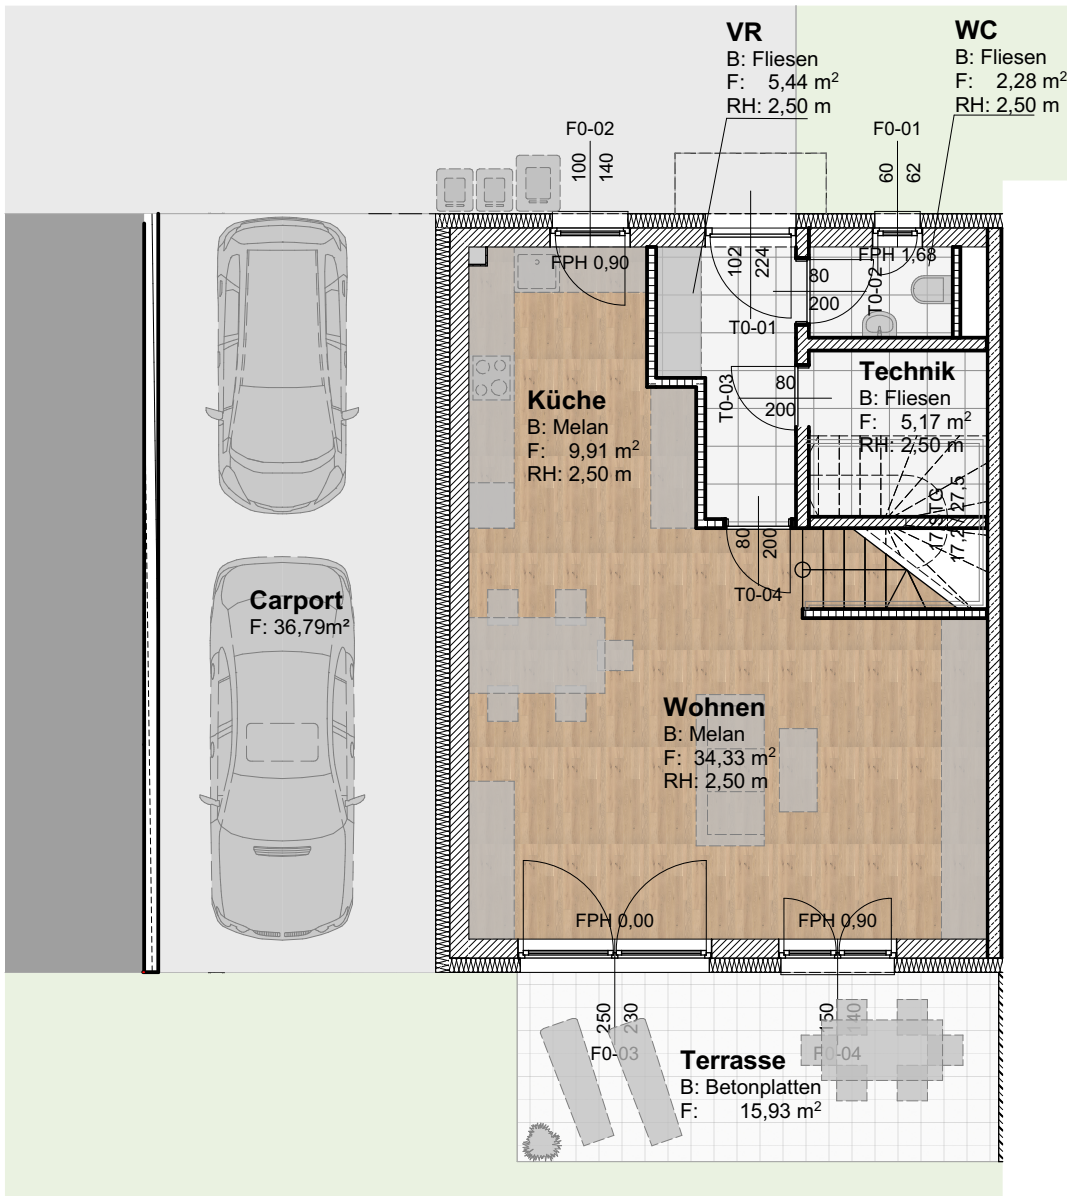 VR
B: Fliesen
F: 5,44 m²
RH: 2,50 m
WC
B: Fliesen
F: 2,28 m²
RH: 2,50 m
F0-02
100
140
F0-01
60
62
FPH 0,90
102
224
T0-01
FPH 1,68
80
200
T0-02
T0-03
80
200
Technik
B: Fliesen
F: 5,17 m²
RH: 2,50 m
Küche
B: Melan
F: 9,91 m²
RH: 2,50 m
17 STG
27,5
80
200
T0-04
Carport
F: 36,79m²
Wohnen
B: Melan
F: 34,33 m²
RH: 2,50 m
FPH 0,00
FPH 0,90
250
230
F0-03
150
140
F0-04
Terrasse
B: Betonplatten
F: 15,93 m²